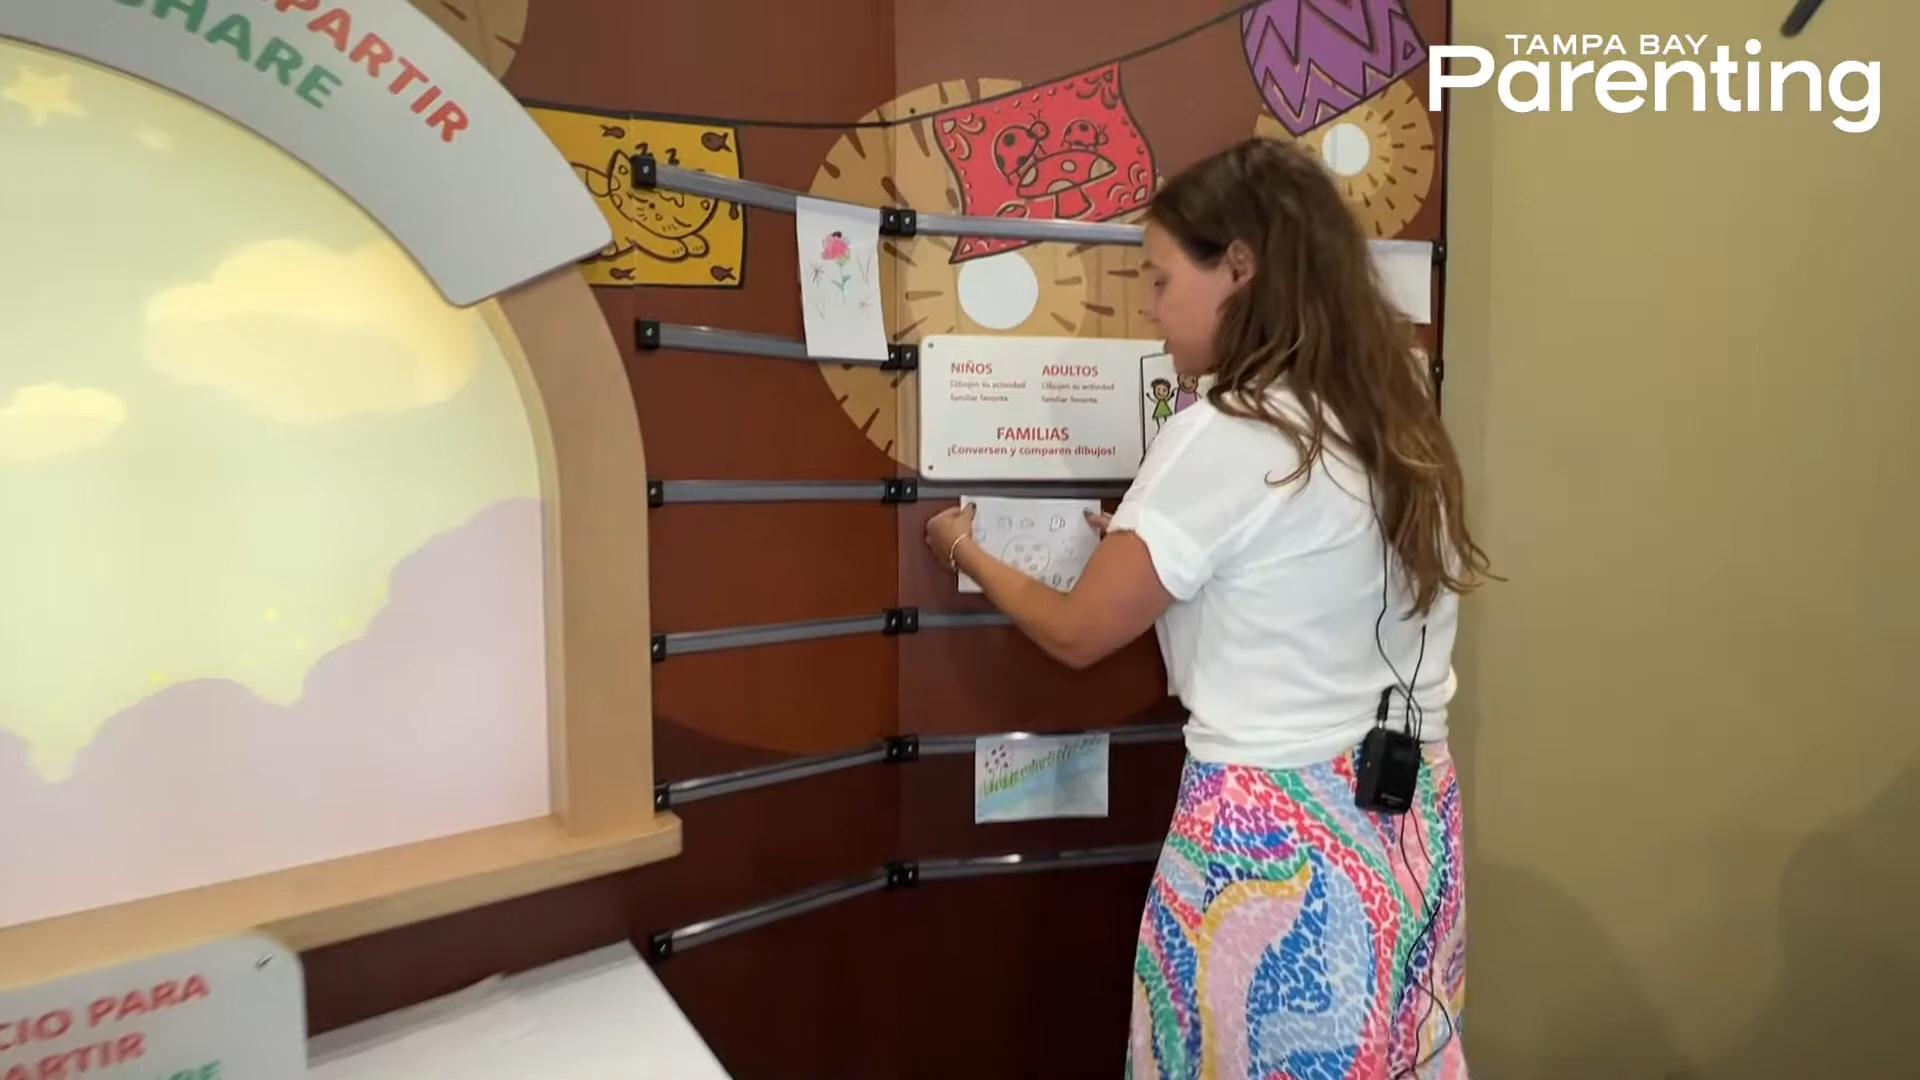 TAMPA BAY
Parenting
PARTIR
SHARE
z z z
NIÑOS
Dibujen su actividad
familiar favorita
ADULTOS
Dibujen su actividad
familiar favorita
FAMILIAS
¡Conversen y comparen dibujos!
CIO PARA
ARTIR